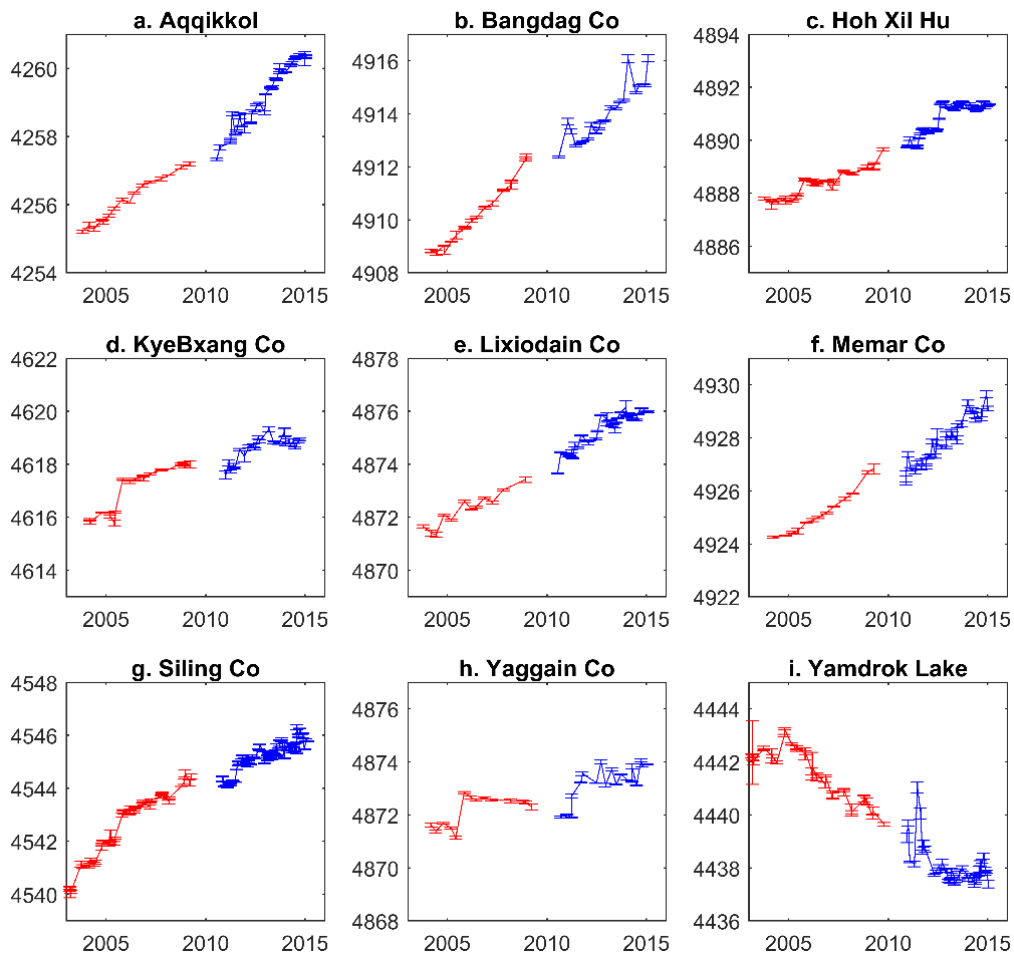 a. Aqqikkol
4260
4258
4256
4254
2005 2010 2015
b. Bangdag Co
4916
4914
4912
4910
4908
2005 2010 2015
c. Hoh Xil Hu
4894
4892
4890
4888
4886
2005 2010 2015
d. KyeBxang Co
4622
4620
4618
4616
4614
2005 2010 2015
e. Lixiodain Co
4878
4876
4874
4872
4870
2005 2010 2015
f. Memar Co
4930
4928
4926
4924
4922
2005 2010 2015
g. Siling Co
4548
4546
4544
4542
4540
2005 2010 2015
h. Yaggain Co
4876
4874
4872
4870
4868
2005 2010 2015
i. Yamdrok Lake
4444
4442
4440
4438
4436
2005 2010 2015